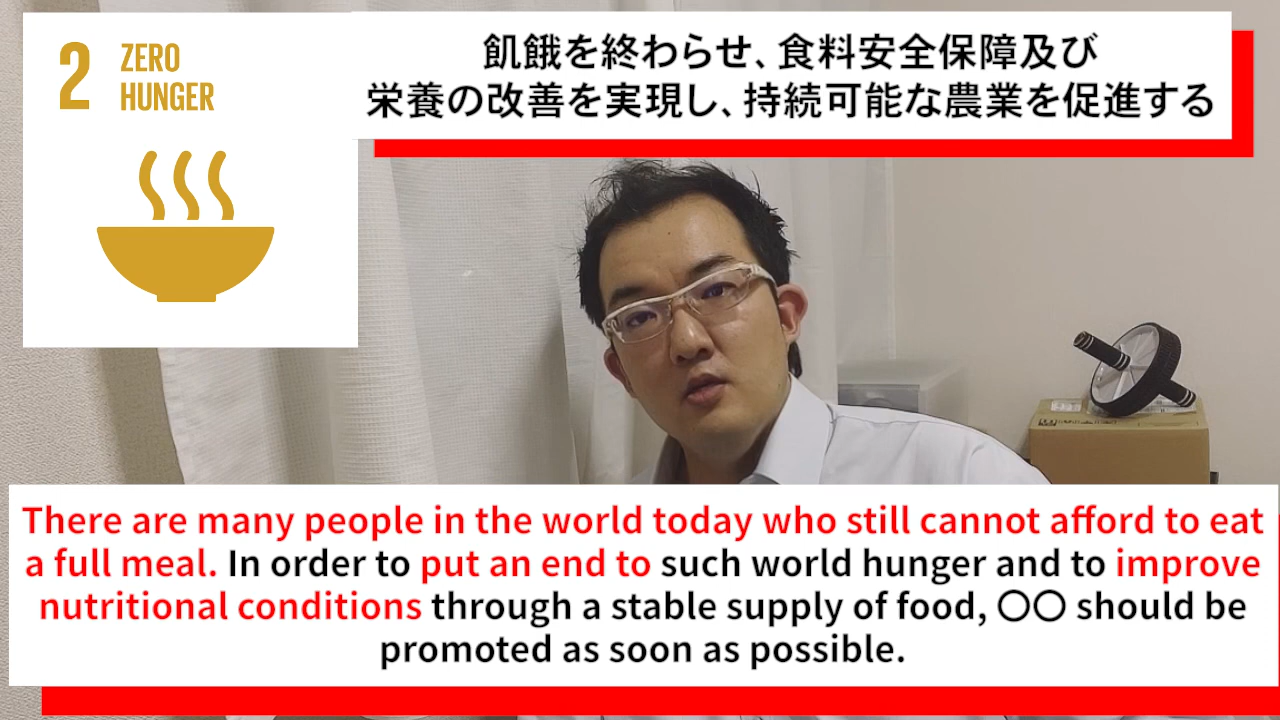 2 ZERO
HUNGER
飢餓を終わらせ、食料安全保障及び
栄養の改善を実現し、持続可能な農業を促進する
There are many people in the world today who still cannot afford to eat
a full meal. In order to put an end to such world hunger and to improve
nutritional conditions through a stable supply of food, 〇〇 should be
promoted as soon as possible.